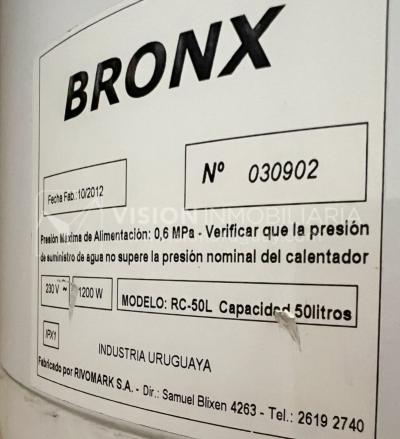 BRONX
Fecha Fab.:10/2012
Nº 030902
VISION INMOBILIARIA
Presión Máxima de Alimentación: 0,6 MPa - Verificar que la presión
de suministro de agua no supere la presión nominal del calentador
230 V ~ 1200 W MODELO: RC-50L Capacidad 50litros
IPX1
INDUSTRIA URUGUAYA
Fabricado por RIVOMARK S.A. - Dir.: Samuel Blixen 4263 - Tel.: 2619 2740